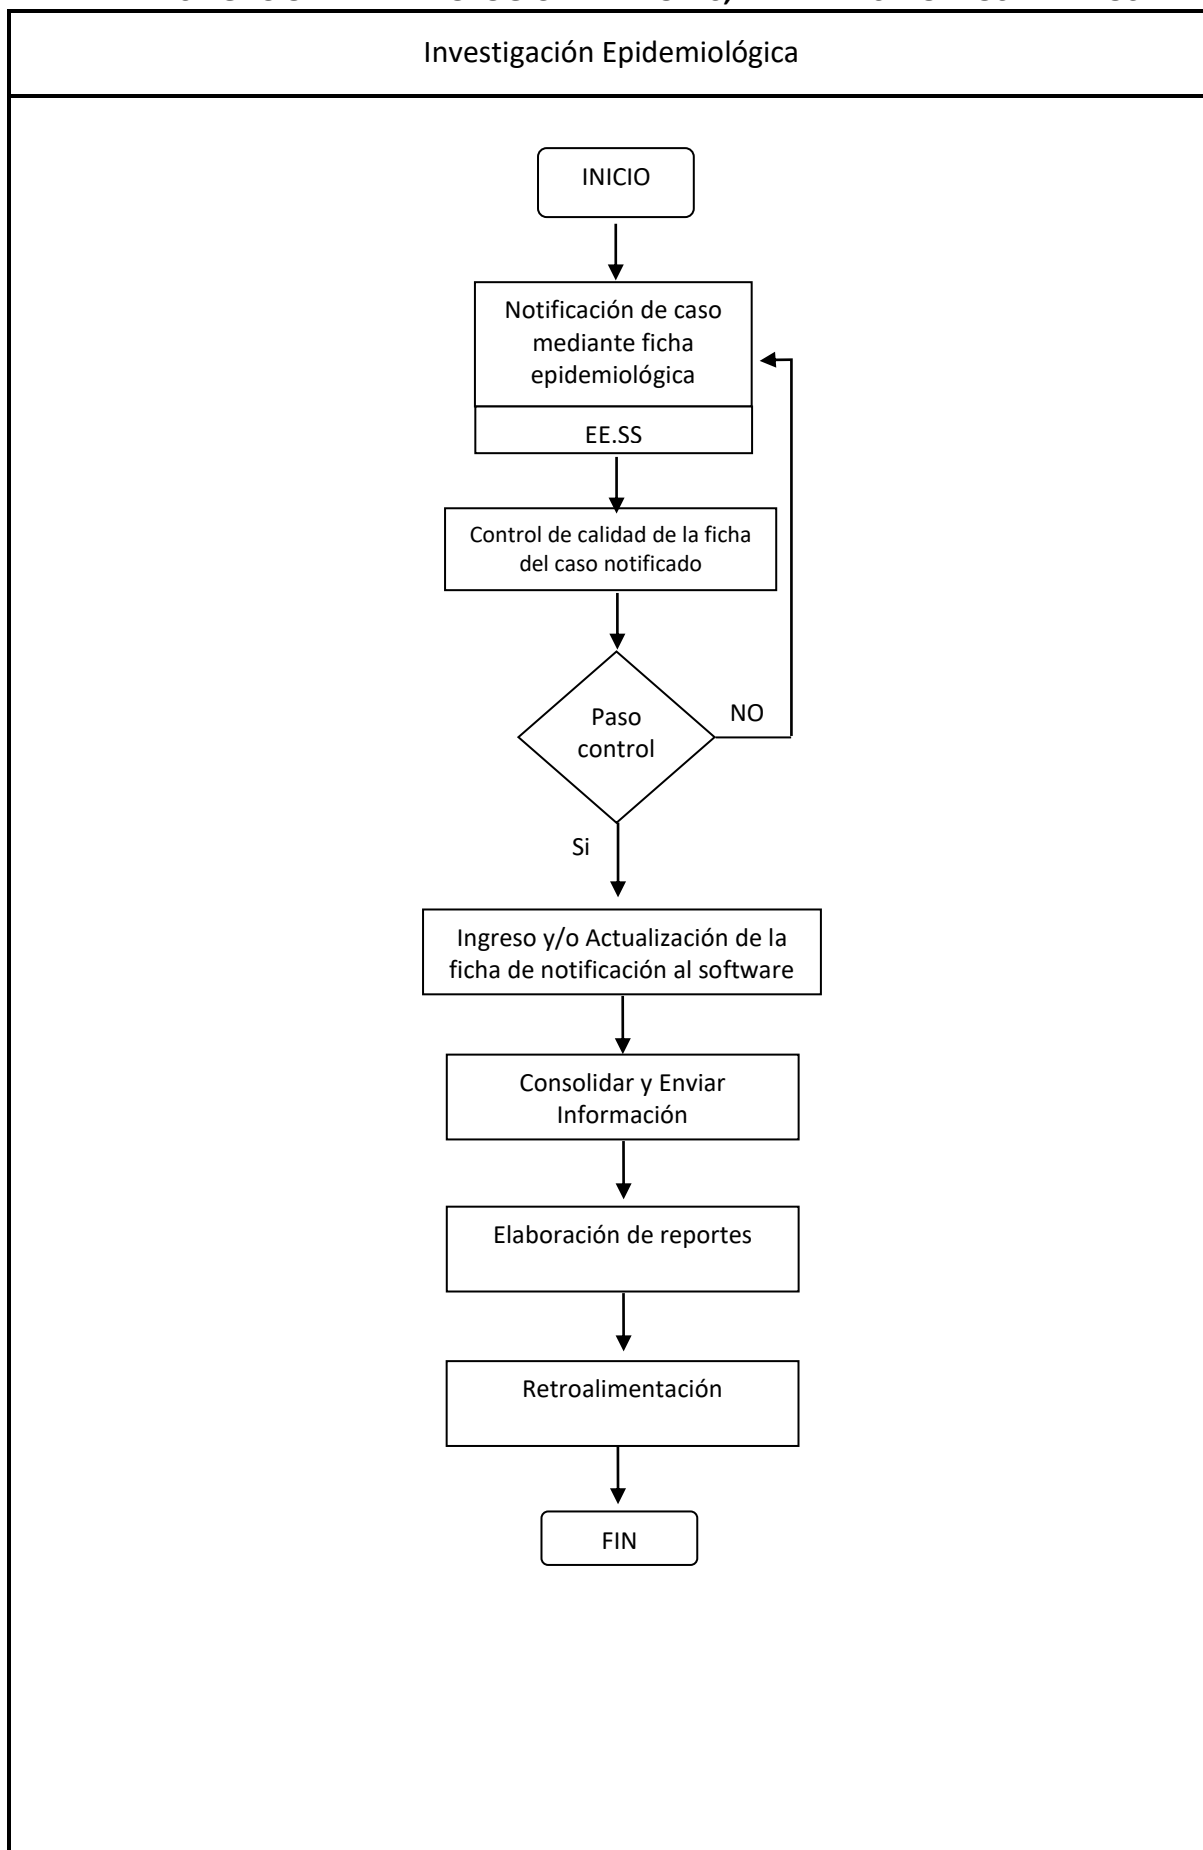 Investigación Epidemiológica
INICIO
Notificación de caso
mediante ficha
epidemiológica
EE.SS
Control de calidad de la ficha
del caso notificado
Paso
control
NO
Si
Ingreso y/o Actualización de la
ficha de notificación al software
Consolidar y Enviar
Información
Elaboración de reportes
Retroalimentación
FIN